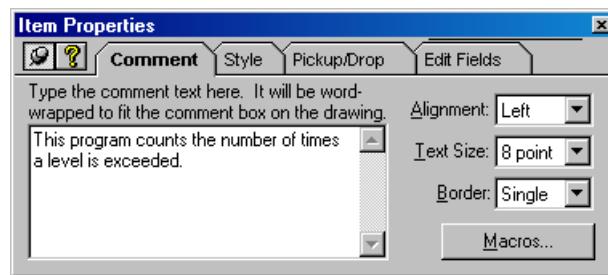 Item Properties
Comment Style Pickup/Drop Edit Fields
Type the comment text here. It will be word-
wrapped to fit the comment box on the drawing.
This program counts the number of times
a level is exceeded.
Alignment: Left
Text Size: 8 point
Border: Single
Macros...